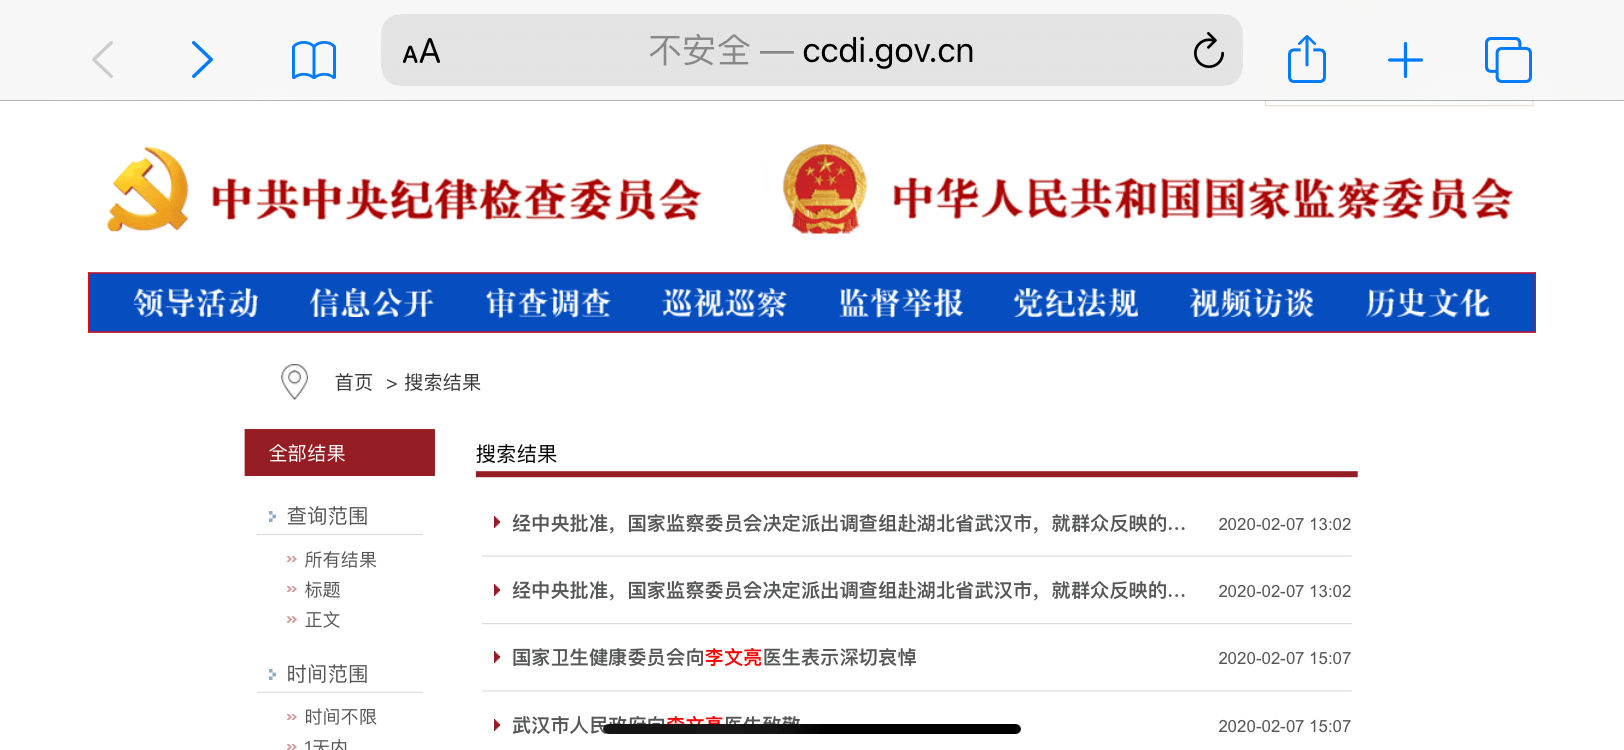 AA 不安全 — ccdi.gov.cn
中共中央纪律检查委员会 中华人民共和国国家监察委员会
领导活动 信息公开 审查调查 巡视巡察 监督举报 党纪法规 视频访谈 历史文化
首页 > 搜索结果
全部结果
搜索结果
查询范围
所有结果
标题
正文
时间范围
时间不限
1天内
经中央批准，国家监察委员会决定派出调查组赴湖北省武汉市，就群众反映的... 2020-02-07 13:02
经中央批准，国家监察委员会决定派出调查组赴湖北省武汉市，就群众反映的... 2020-02-07 13:02
国家卫生健康委员会向李文亮医生表示深切哀悼 2020-02-07 15:07
武汉市人民政府向李文亮医生致敬 2020-02-07 15:07